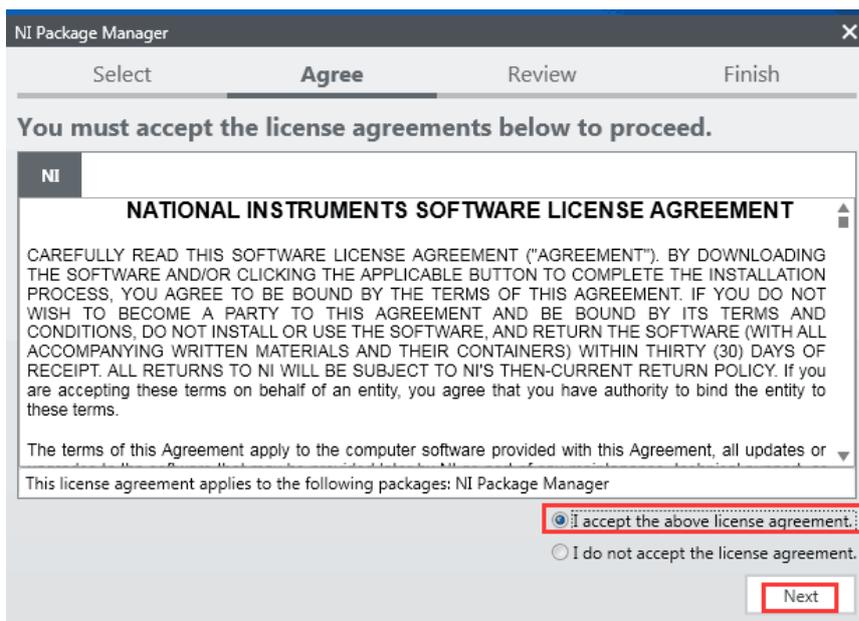 NI Package Manager
Select Agree Review Finish
You must accept the license agreements below to proceed.
NI
NATIONAL INSTRUMENTS SOFTWARE LICENSE AGREEMENT
CAREFULLY READ THIS SOFTWARE LICENSE AGREEMENT ("AGREEMENT"). BY DOWNLOADING
THE SOFTWARE AND/OR CLICKING THE APPLICABLE BUTTON TO COMPLETE THE INSTALLATION
PROCESS, YOU AGREE TO BE BOUND BY THE TERMS OF THIS AGREEMENT. IF YOU DO NOT
WISH TO BECOME A PARTY TO THIS AGREEMENT AND BE BOUND BY ITS TERMS AND
CONDITIONS, DO NOT INSTALL OR USE THE SOFTWARE, AND RETURN THE SOFTWARE (WITH ALL
ACCOMPANYING WRITTEN MATERIALS AND THEIR CONTAINERS) WITHIN THIRTY (30) DAYS OF
RECEIPT. ALL RETURNS TO NI WILL BE SUBJECT TO NI'S THEN-CURRENT RETURN POLICY. If you
are accepting these terms on behalf of an entity, you agree that you have authority to bind the entity to
these terms.
The terms of this Agreement apply to the computer software provided with this Agreement, all updates or
This license agreement applies to the following packages: NI Package Manager
I accept the above license agreement.
I do not accept the license agreement.
Next